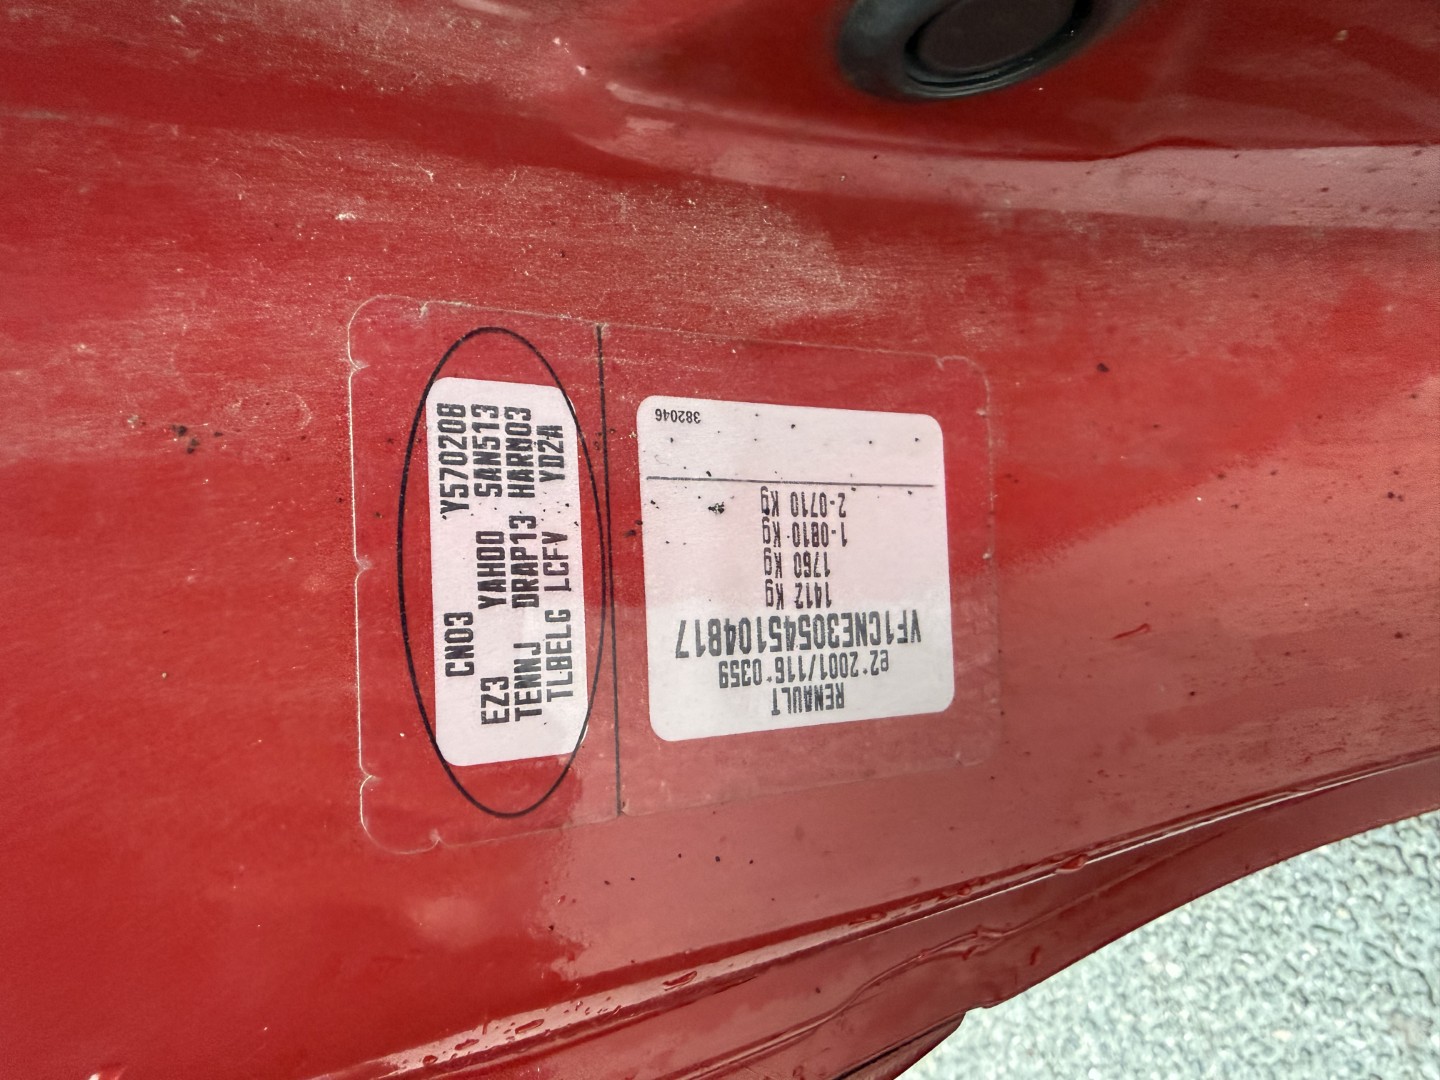 CN03 Y570208
EZ3 YAHOO SAN513
TENNJ DRAP13 HARN03
TLBELG LCFV YD2A
RENAULT
e2*2001/116*0359
VF1CNE30545104817
1412 Kg
1760 Kg
1-0810 Kg
2-0710 Kg
382046